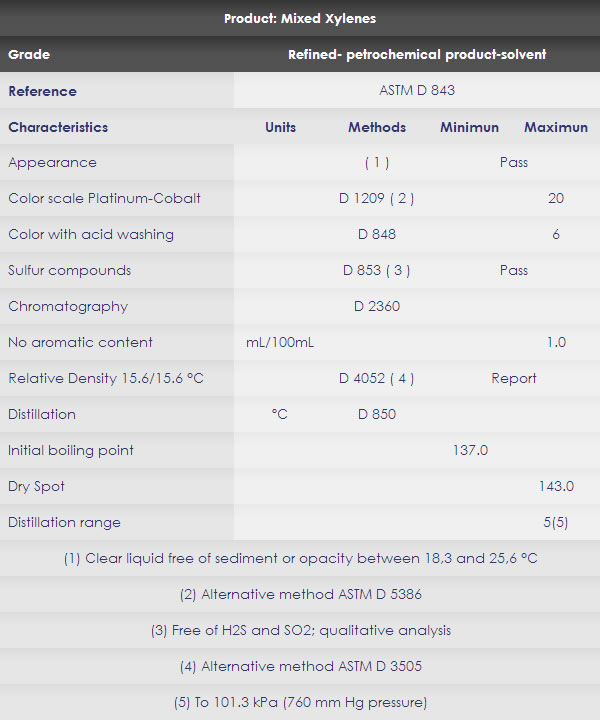 Product: Mixed Xylenes
Grade Refined- petrochemical product-solvent
Reference ASTM D 843
Characteristics Units Methods Minimun Maximun
Appearance ( 1 ) Pass
Color scale Platinum-Cobalt D 1209 ( 2 ) 20
Color with acid washing D 848 6
Sulfur compounds D 853 ( 3 ) Pass
Chromatography D 2360
No aromatic content mL/100mL 1.0
Relative Density 15.6/15.6 °C D 4052 ( 4 ) Report
Distillation °C D 850
Initial boiling point 137.0
Dry Spot 143.0
Distillation range 5(5)
(1) Clear liquid free of sediment or opacity between 18,3 and 25,6 °C
(2) Alternative method ASTM D 5386
(3) Free of H2S and SO2; qualitative analysis
(4) Alternative method ASTM D 3505
(5) To 101.3 kPa (760 mm Hg pressure)